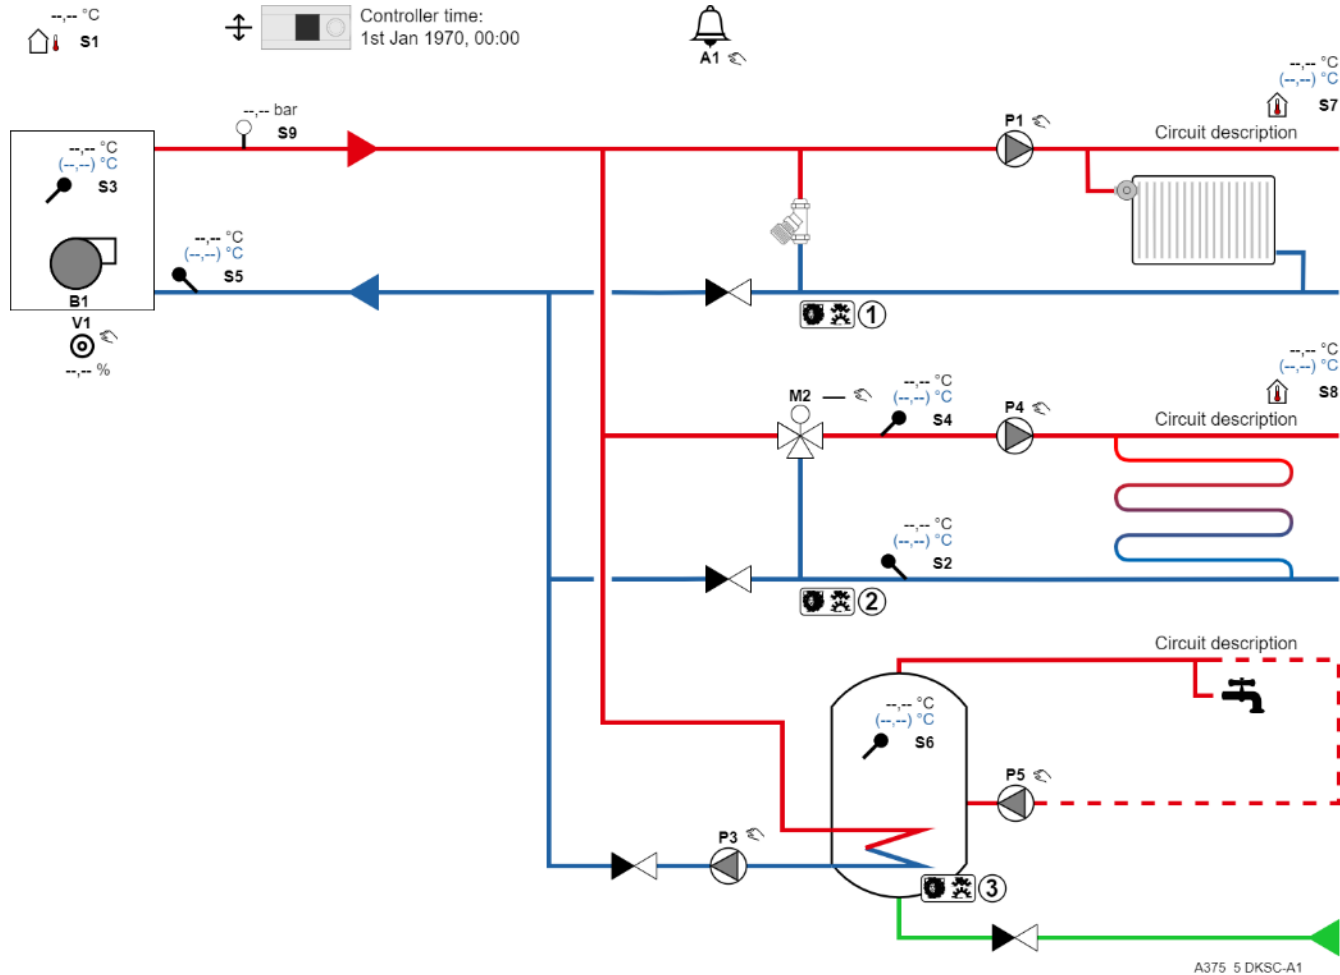 --,-- °C
S1
Controller time:
1st Jan 1970, 00:00
A1
--,-- °C
(--,--) °C
S7
--,-- bar
S9
P1
Circuit description
--,-- °C
(--,--) °C
S3
--,-- °C
(--,--) °C
S5
B1
V1
--,-- %
1
--,-- °C
(--,--) °C
S8
M2
--,-- °C
(--,--) °C
S4
P4
Circuit description
--,-- °C
(--,--) °C
S2
2
Circuit description
--,-- °C
(--,--) °C
S6
P5
P3
3
A375 5 DKSC-A1